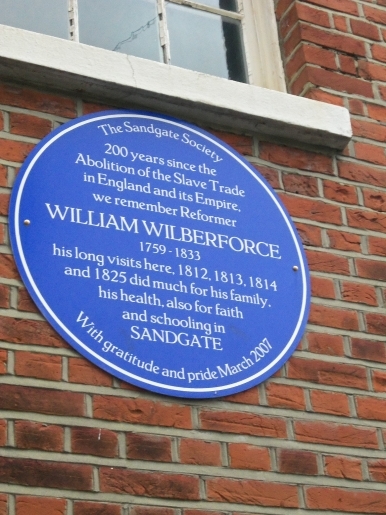 The Sandgate Society
200 years since the
Abolition of the Slave Trade
in England and its Empire,
we remember Reformer
WILLIAM WILBERFORCE
1759 - 1833
his long visits here, 1812, 1813, 1814
and 1825 did much for his family,
his health, also for faith
and schooling in
SANDGATE
With gratitude and pride March 2007